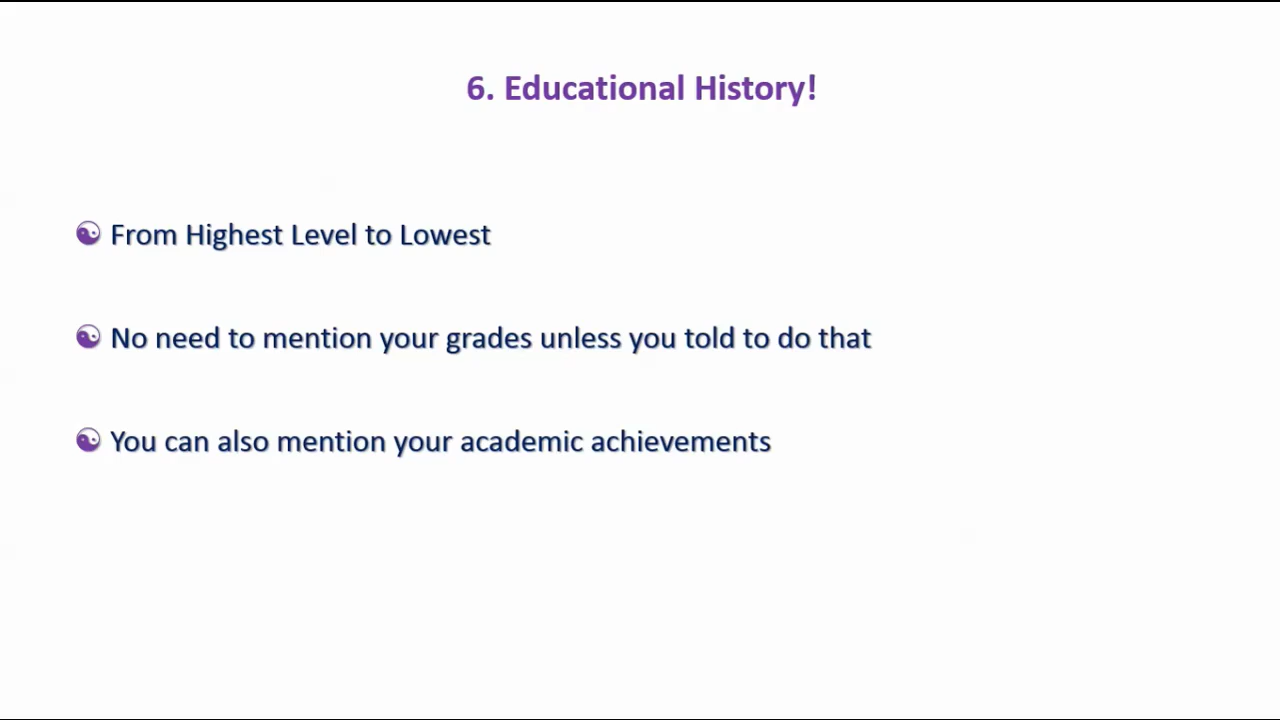 6. Educational History!
☯ From Highest Level to Lowest
☯ No need to mention your grades unless you told to do that
☯ You can also mention your academic achievements